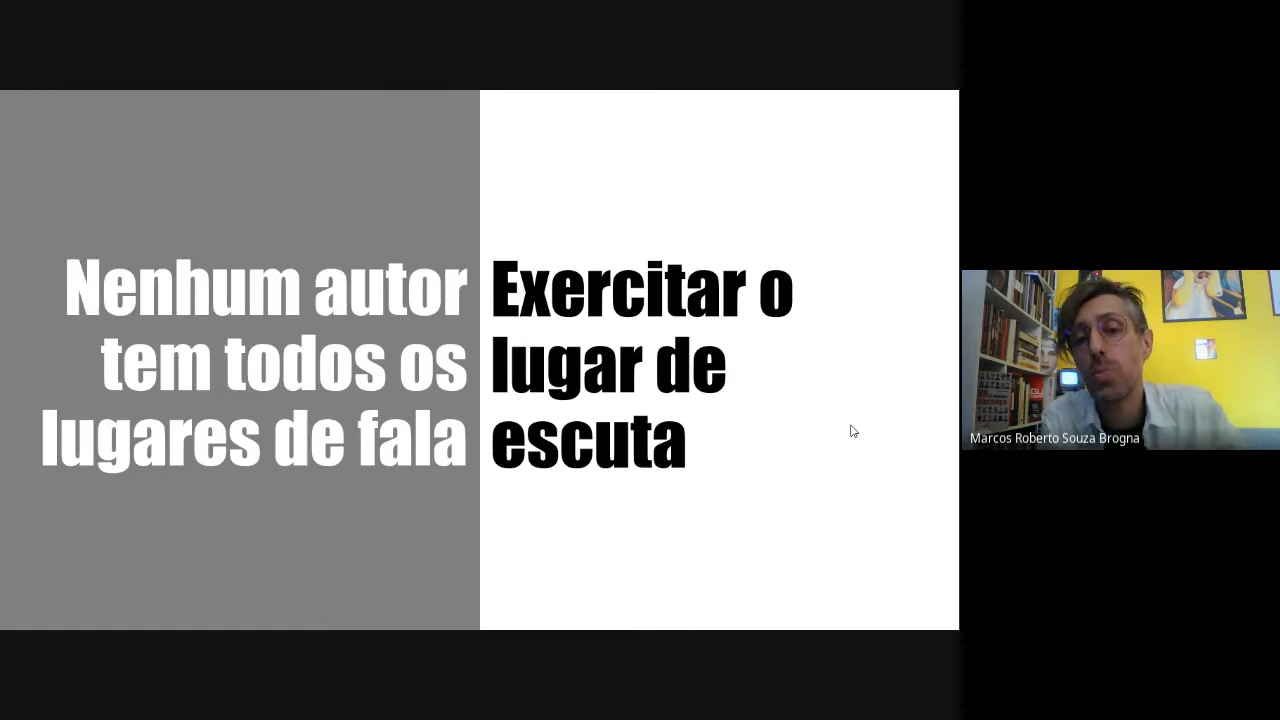 Nenhum autor
tem todos os
lugares de fala
Exercitar o
lugar de
escuta
Marcos Roberto Souza Brogna